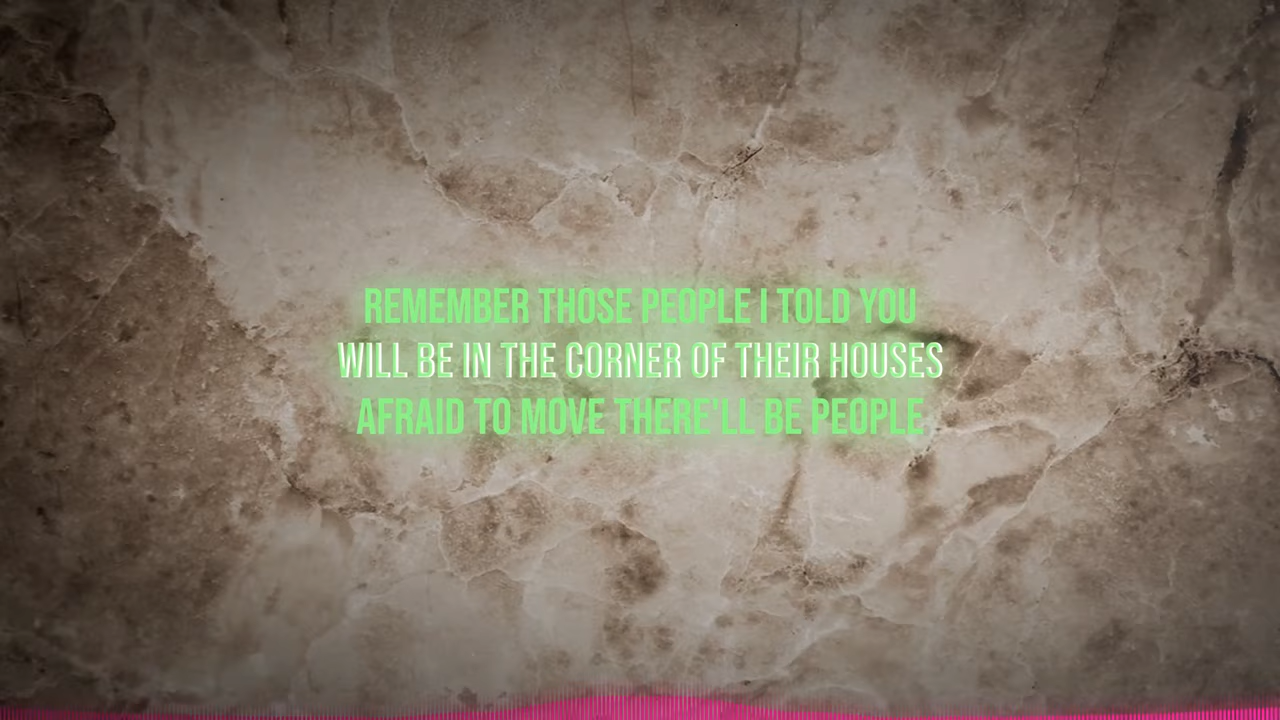 REMEMBER THOSE PEOPLE I TOLD YOU
WILL BE IN THE CORNER OF THEIR HOUSES
AFRAID TO MOVE THERE'LL BE PEOPLE